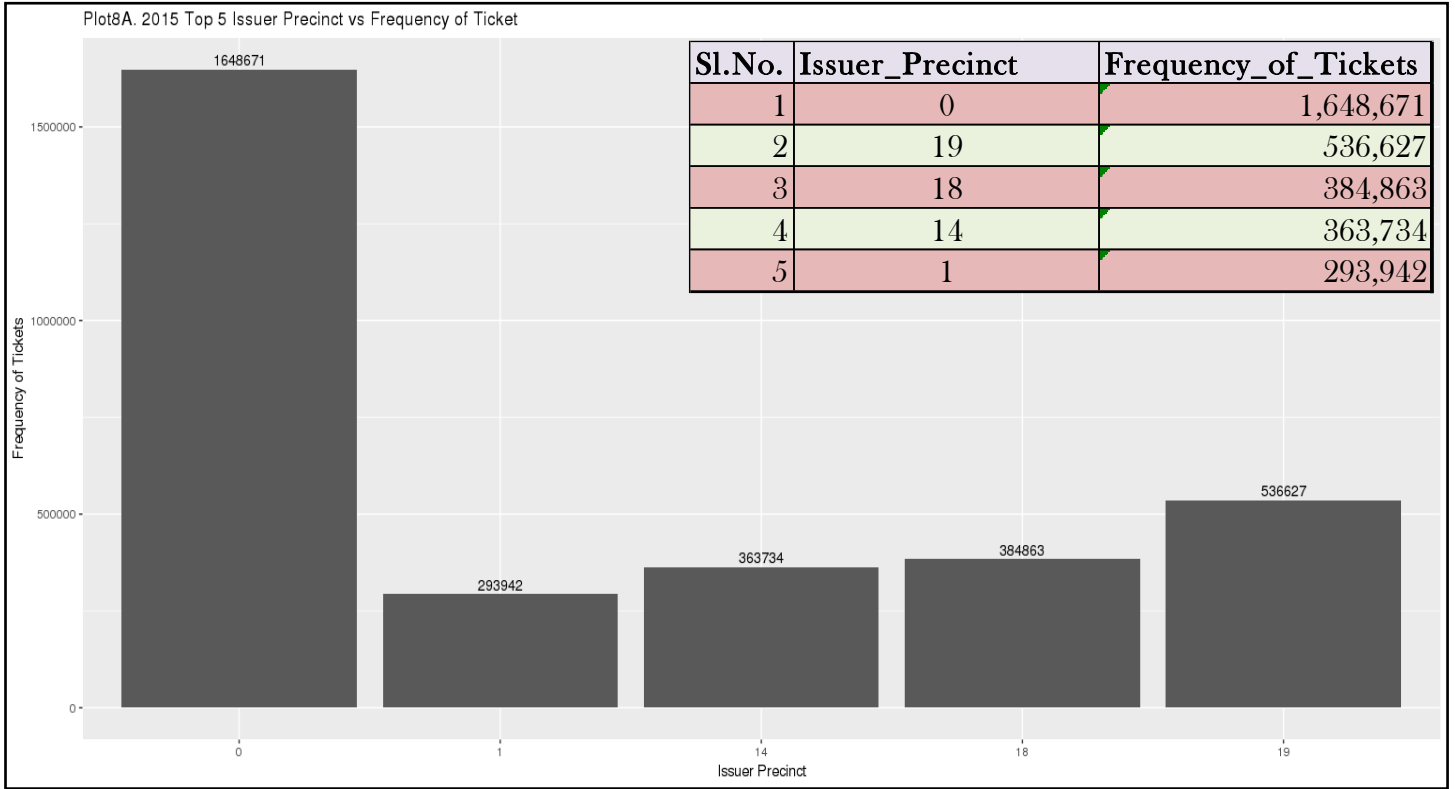 Plot8A. 2015 Top 5 Issuer Precinct vs Frequency of Ticket
1648671
Sl.No. Issuer_Precinct Frequency_of_Tickets
1 0 1,648,671
2 19 536,627
3 18 384,863
4 14 363,734
5 1 293,942
1500000
1000000
500000
0
Frequency of Tickets
293942
363734
384863
536627
0 1 14 18 19
Issuer Precinct